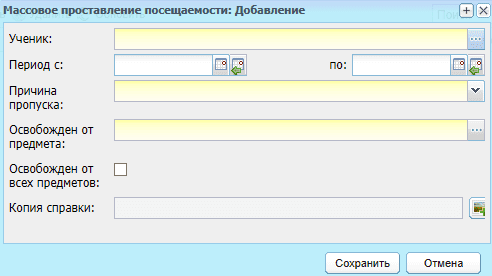 Массовое проставление посещаемости: Добавление
Ученик:
Период с:
по:
Причина
пропуска:
Освобожден от
предмета:
Освобожден от
всех предметов:
Копия справки:
Сохранить
Отмена